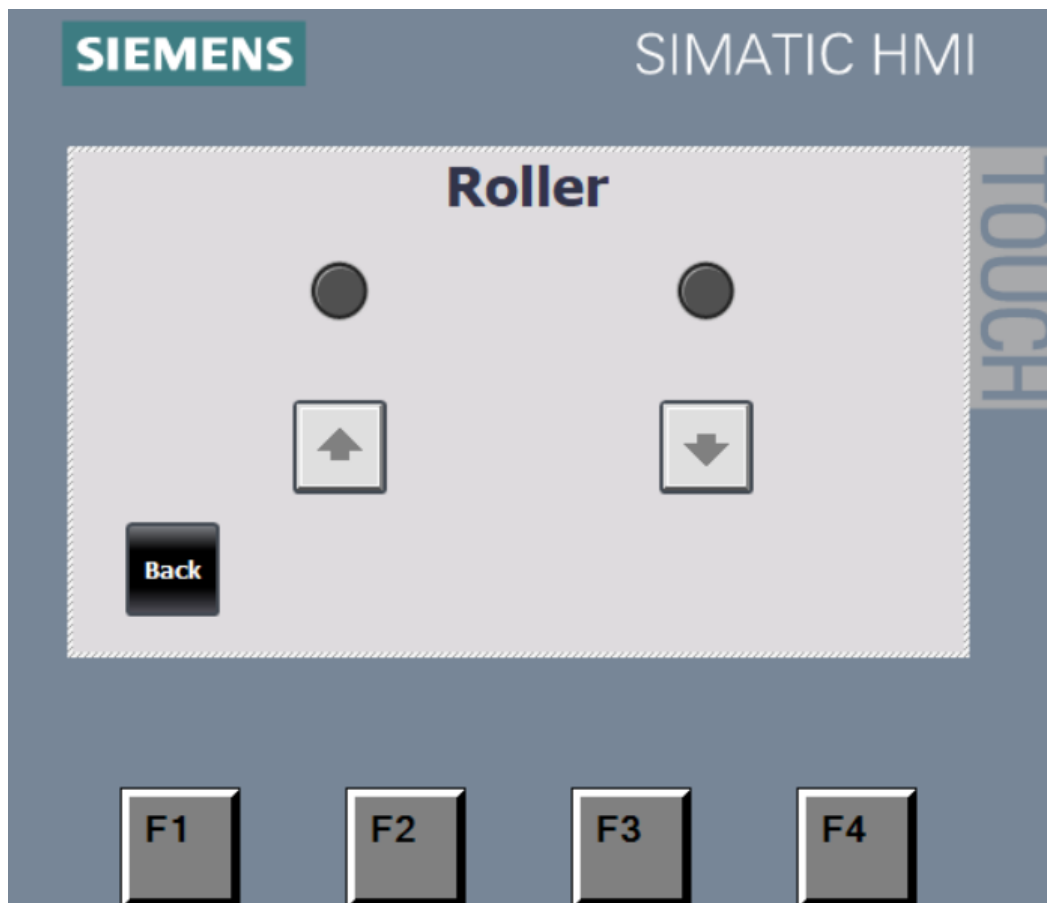 SIEMENS
SIMATIC HMI
TOUCH
Roller
Back
F1
F2
F3
F4